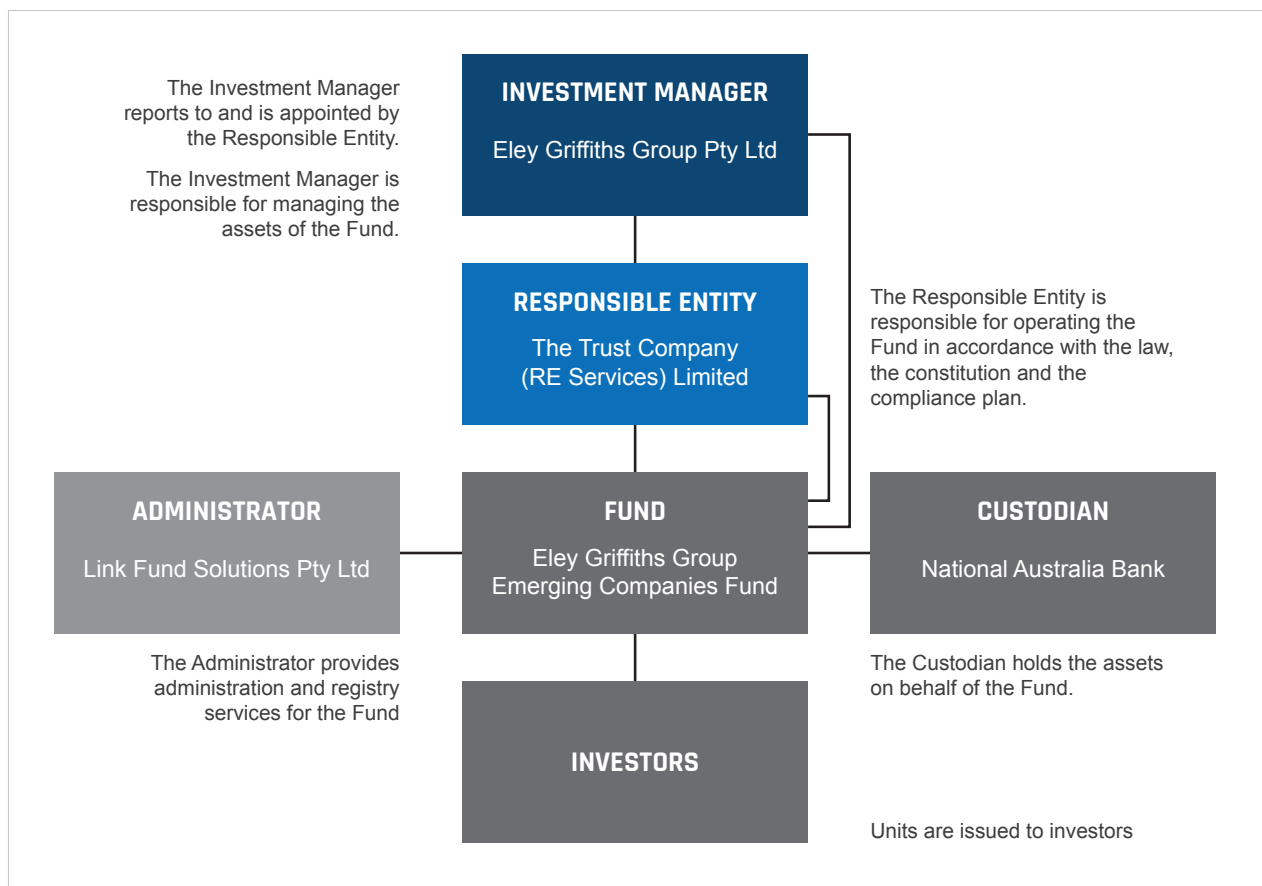 The Investment Manager
reports to and is appointed by
the Responsible Entity.
The Investment Manager is
responsible for managing the
assets of the Fund.
INVESTMENT MANAGER
Eley Griffiths Group Pty Ltd
RESPONSIBLE ENTITY
The Trust Company
(RE Services) Limited
The Responsible Entity is
responsible for operating the
Fund in accordance with the law,
the constitution and the
compliance plan.
ADMINISTRATOR
Link Fund Solutions Pty Ltd
FUND
Eley Griffiths Group
Emerging Companies Fund
CUSTODIAN
National Australia Bank
The Administrator provides
administration and registry
services for the Fund
The Custodian holds the assets
on behalf of the Fund.
INVESTORS
Units are issued to investors